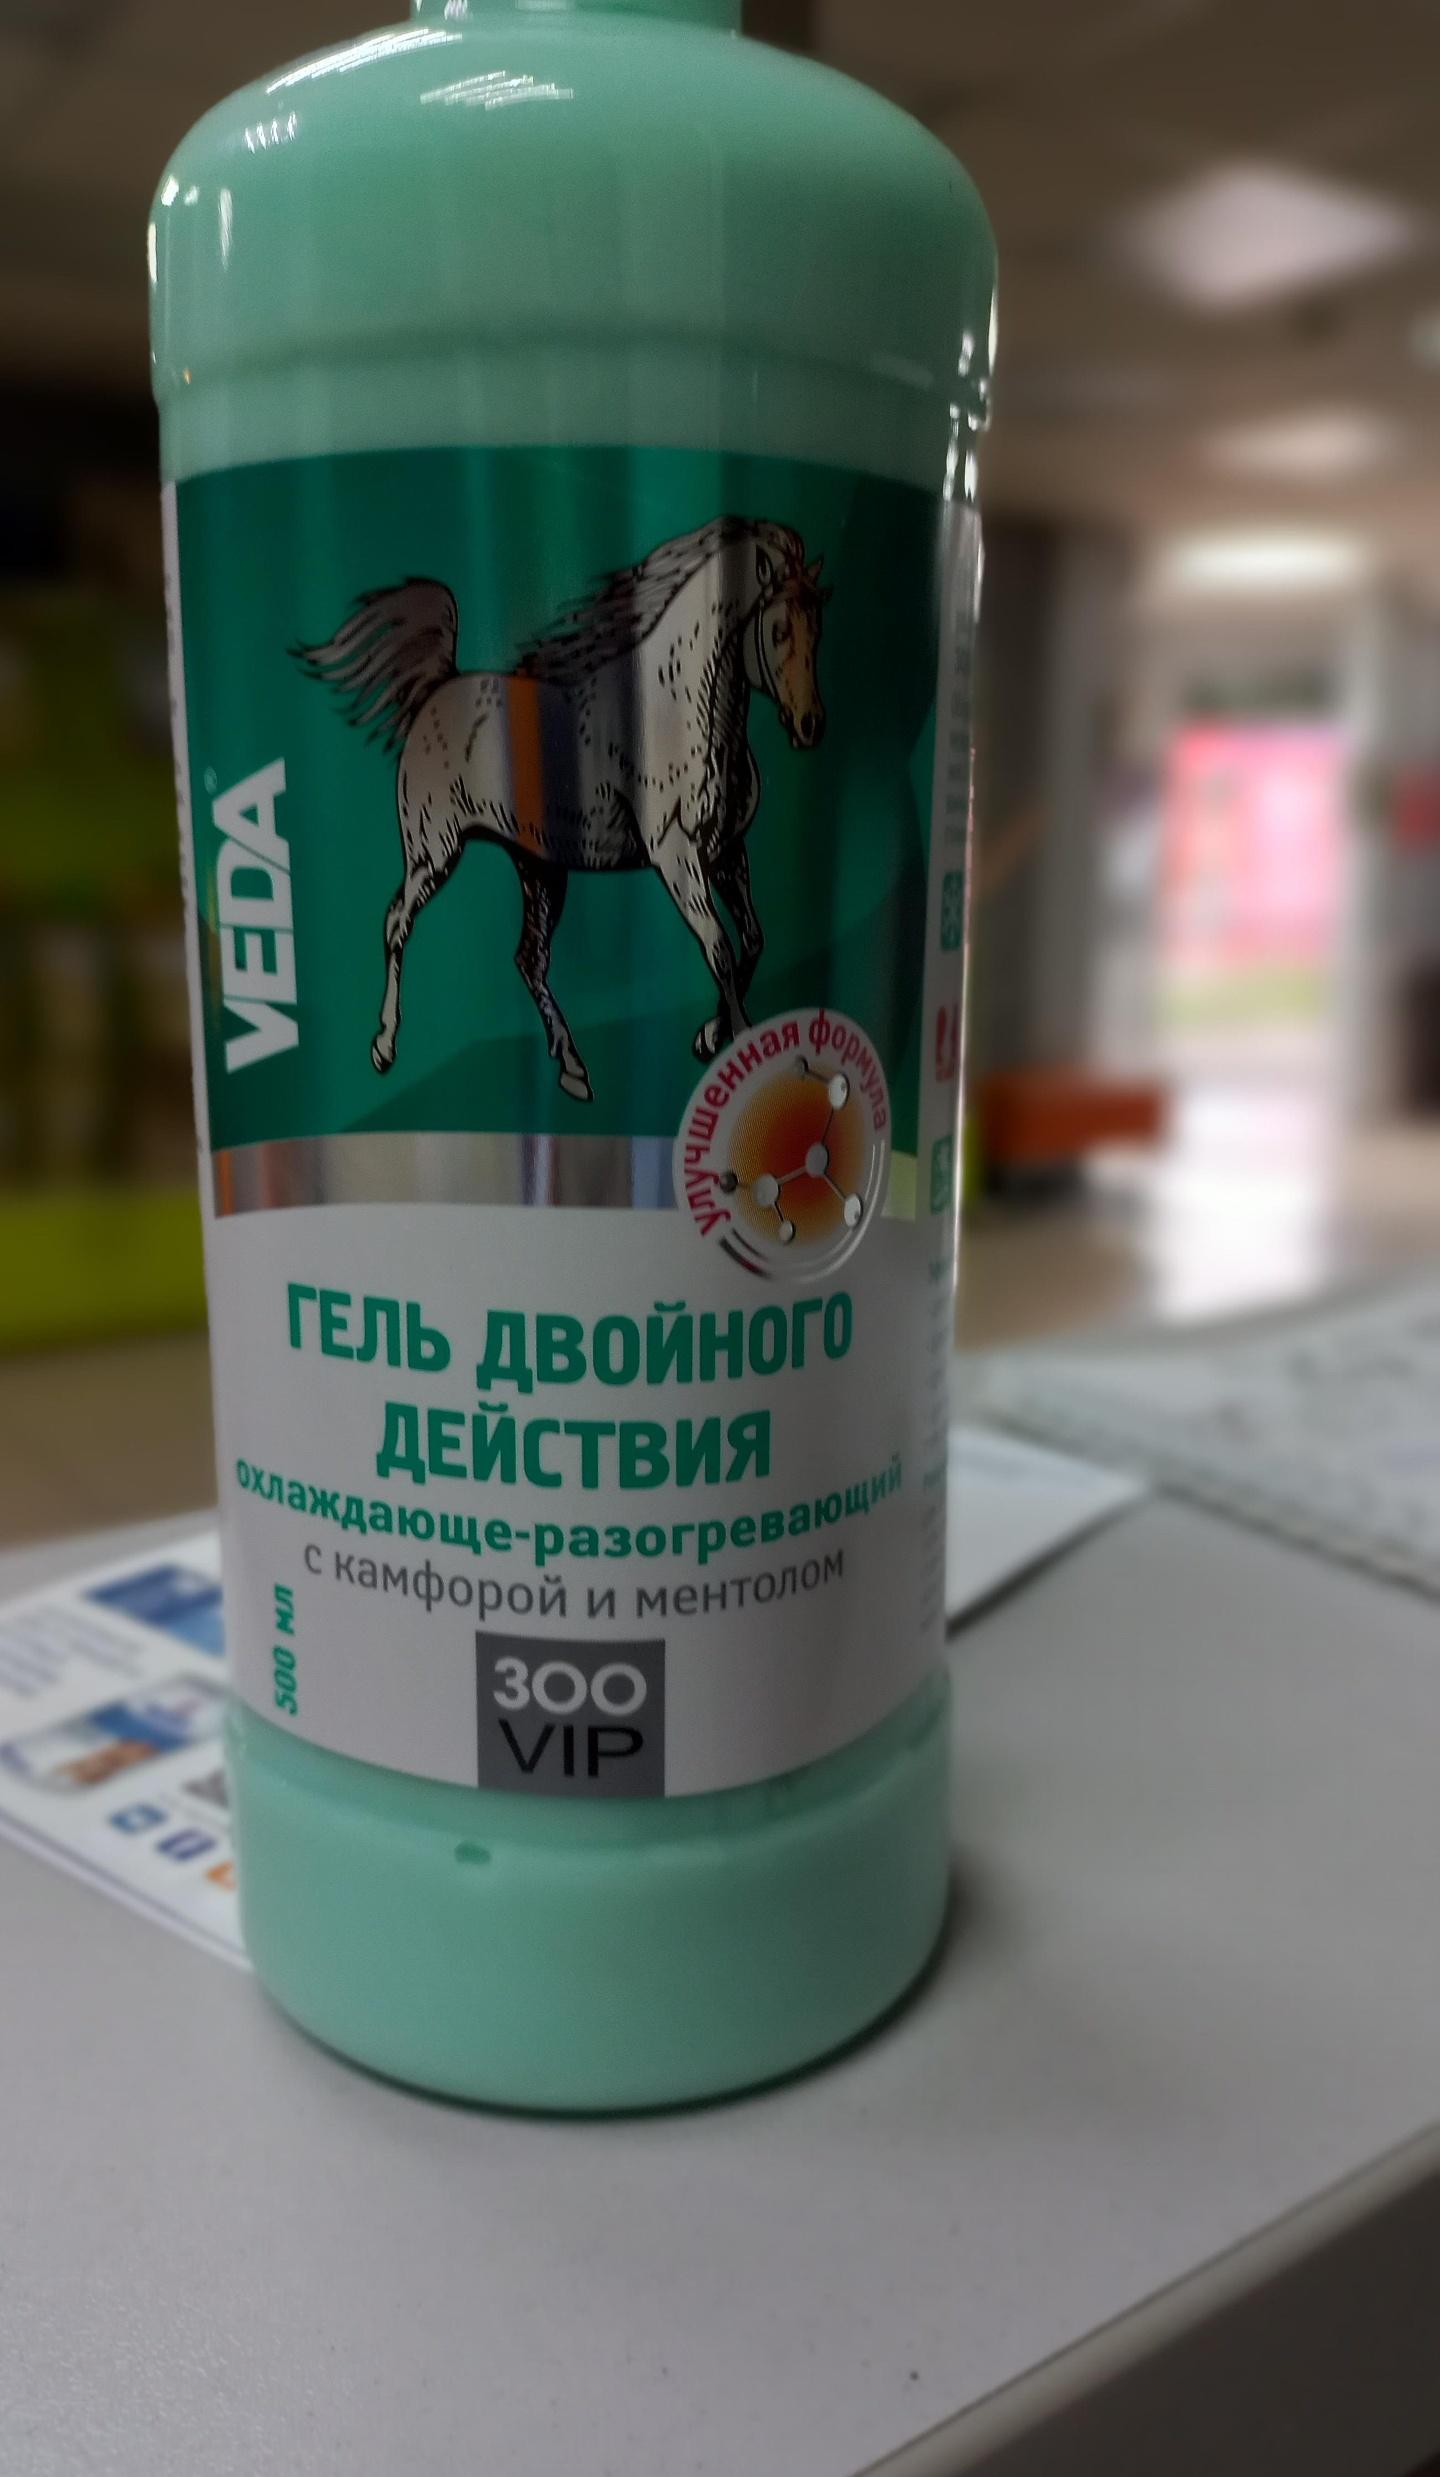 VEDA®
улучшенная формула
ГЕЛЬ ДВОЙНОГО
ДЕЙСТВИЯ
охлаждающе-разогревающий
с камфорой и ментолом
500 мл
300
VIP